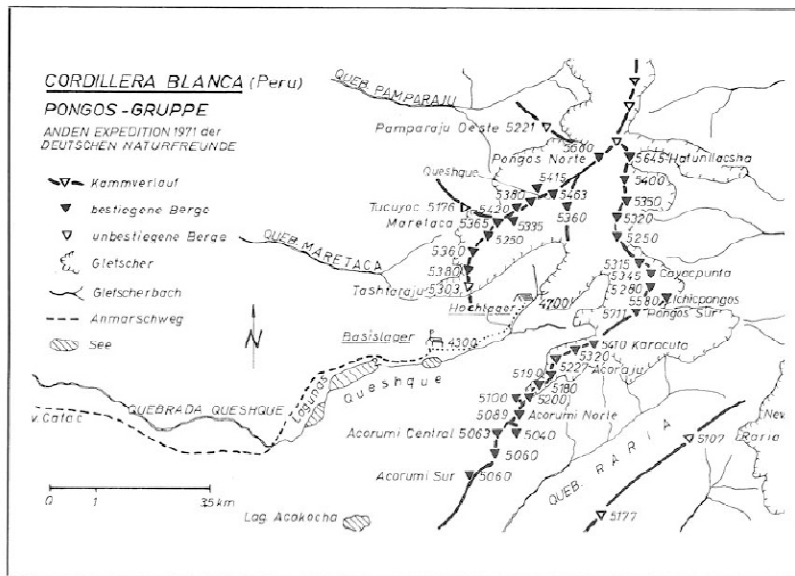 CORDILLERA BLANCA (Peru)
PONGOS-GRUPPE
ANDEN EXPEDITION 1971 der
DEUTSCHEN NATURFREUNDE
Kammverlauf
bestiegene Berge
unbestiegene Berge
Gletscher
Gletscherbach
Anmarschweg
See
N
QUEB. PAMPARAJU
Pamparaju Oeste 5221
5600
Pongos Norte
5645 Hatunllacsha
Queshque
5415
5400
5380
5463
Tucuyoc 5176
5420
5350
Maretaca 5365
5335
5360
5320
5250
5250
QUEB. MARETACA
5360
5315
5380
5345
Cayacpunta
Tashtaraju 5303
5280
Ichicpongos
Hochlager
4700
5580
5711
Pongos Sur
Basislager
4300
5410 Karacuta
5320
5227
Acoraju
5190
5180
Lagunas
Queshque
5100
5200
QUEBRADA QUESHQUE
5089
Acorumi Norte
v. Catac
Acorumi Central 5063
5040
5060
Acorumi Sur
5060
QUEB. RARIA
5107
Nev.
Raria
5177
0 1 3,5 km
Lag. Acakocha